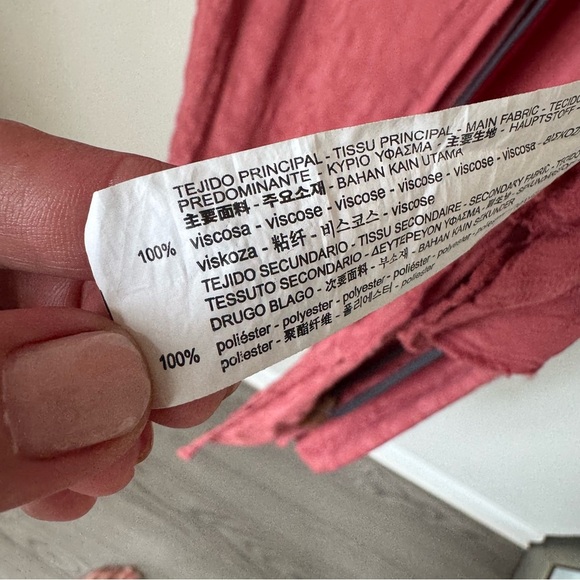 TEJIDO PRINCIPAL - TISSU PRINCIPAL - MAIN FABRIC - TECIDO
PREDOMINANTE - ΚΥΡΙΟ ΥΦΑΣΜΑ - 主要生地 - HAUPTSTOFF -
主要面料 - 주요소재 - BAHAN KAIN UTAMA
100% viscosa - viscose - viscose - viscose - viscose - viscosa -
viskoza - 粘纤 - 비스코스 - viscose
TEJIDO SECUNDARIO - TISSU SECONDAIRE - SECONDARY FABRIC -
TESSUTO SECONDARIO - ΔΕΥΤΕΡΕΥΟΝ ΥΦΑΣΜΑ -
DRUGO BLAGO - 次要面料 - 부소재 - BAHAN KAIN SEKUNDER
100% poliéster - polyester - polyester - poliéster - polyester
poliester - 聚酯纤维 - 폴리에스터 - poliester